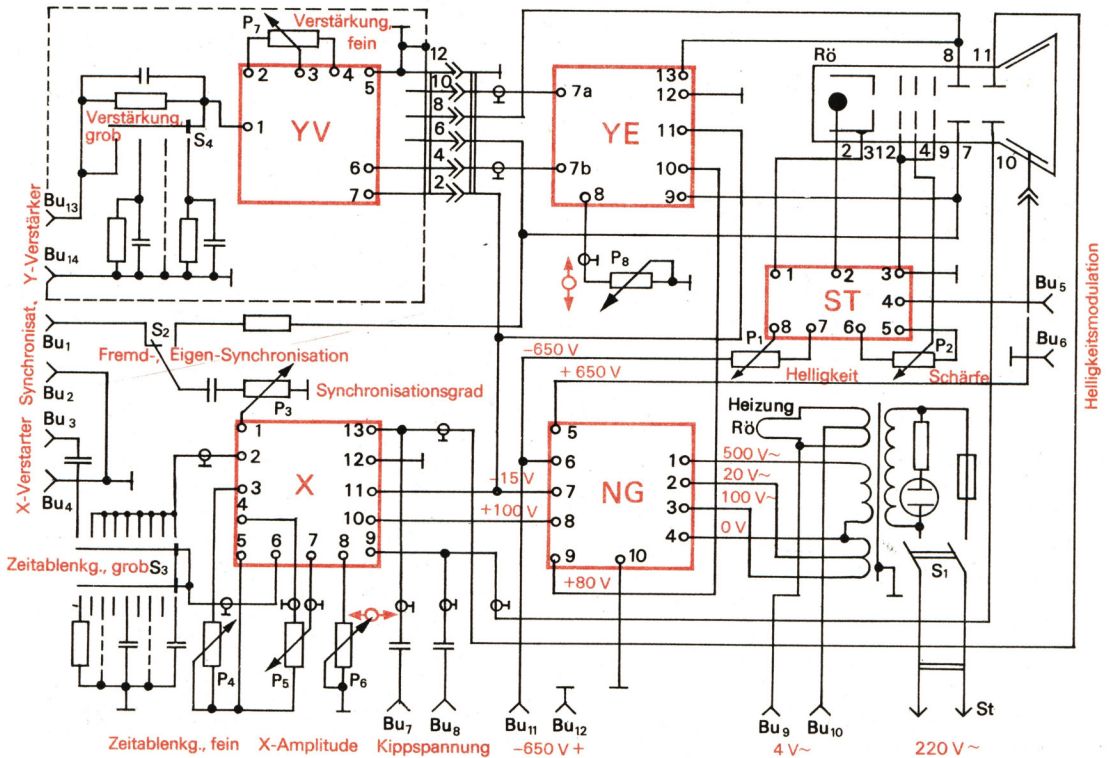 P7
Verstärkung,
fein
2 3 4
5
1
YV
6
7
Verstärkung,
grob
S4
12
10
8
6
4
2
7a
7b
YE
13
12
11
10
9
8
P8
Rö
8 11
2 3 12 4 9 7 10
1 2 3
ST
4
5
8 7 6
P1
P2
Helligkeit
Schärfe
Bu5
Bu6
Helligkeitsmodulation
Bu13
Bu14
Y-Verstärker
Synchronisat.
X-Verstarter
Bu1
Bu2
Bu3
Bu4
S2
Fremd-, Eigen-Synchronisation
Synchronisationsgrad
P3
−650 V
+ 650 V
1
2
3
4
5 6 7 8 9
X
13
12
11
10
−15 V
+100 V
5
6
7
8
9 10
NG
1
2
3
4
+80 V
500 V~
20 V~
100 V~
0 V
Heizung
Rö
S1
Zeitablenkg., grob S3
P4
P5
P6
Bu7
Bu8
Bu11
Bu12
Bu9
Bu10
St
Zeitablenkg., fein
X-Amplitude
Kippspannung
−650 V +
4 V~
220 V~